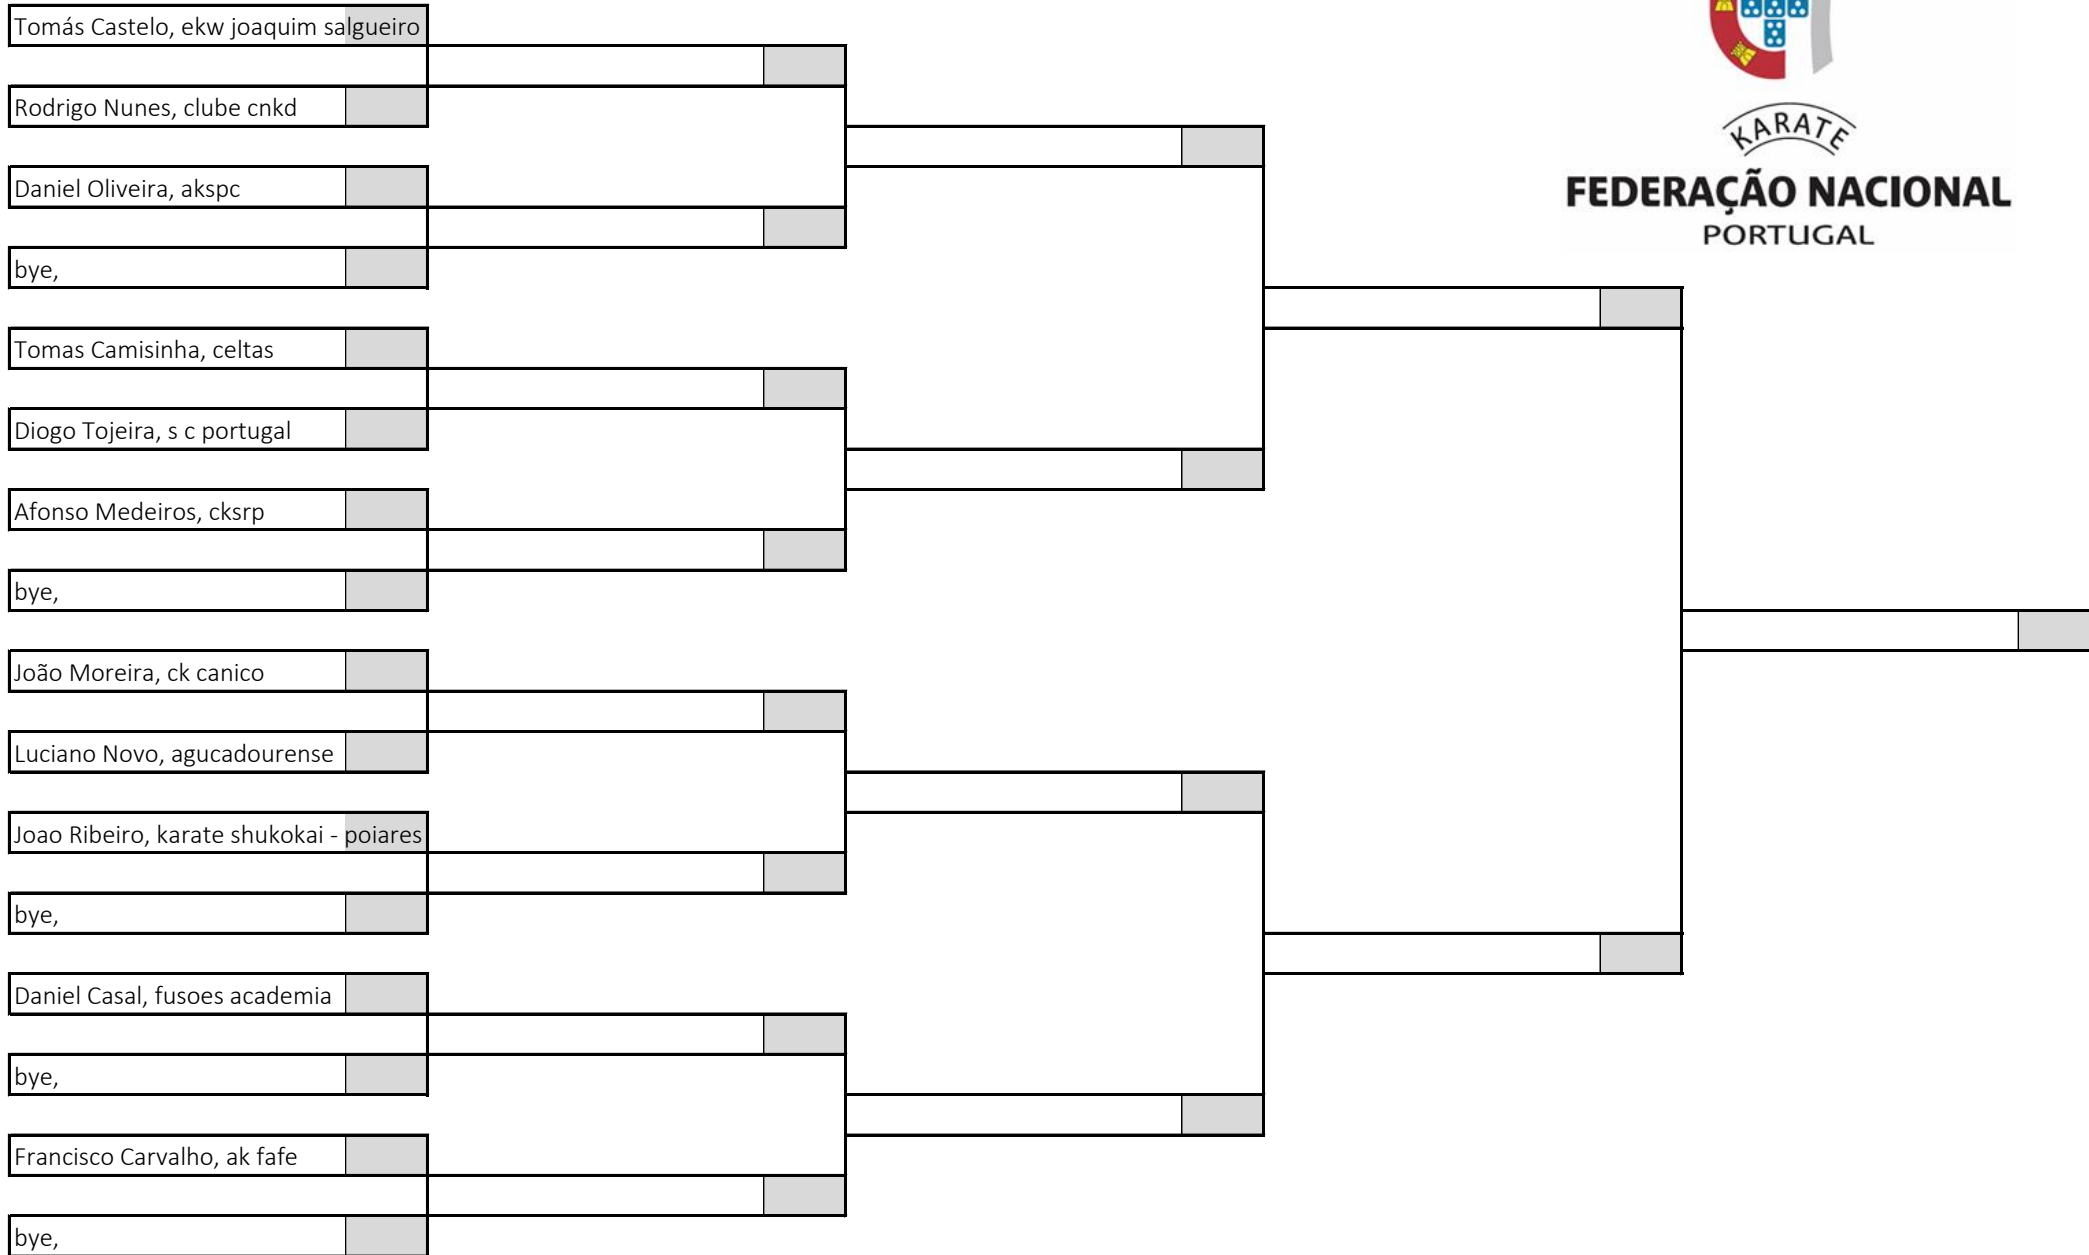 Tomás Castelo, ekw joaquim salgueiro
Rodrigo Nunes, clube cnkd
Daniel Oliveira, akspc
bye,
Tomas Camisinha, celtas
Diogo Tojeira, s c portugal
Afonso Medeiros, cksrp
bye,
João Moreira, ck canico
Luciano Novo, agucadourense
Joao Ribeiro, karate shukokai - poiares
bye,
Daniel Casal, fusoes academia
bye,
Francisco Carvalho, ak fafe
bye,
KARATE
FEDERAÇÃO NACIONAL
PORTUGAL